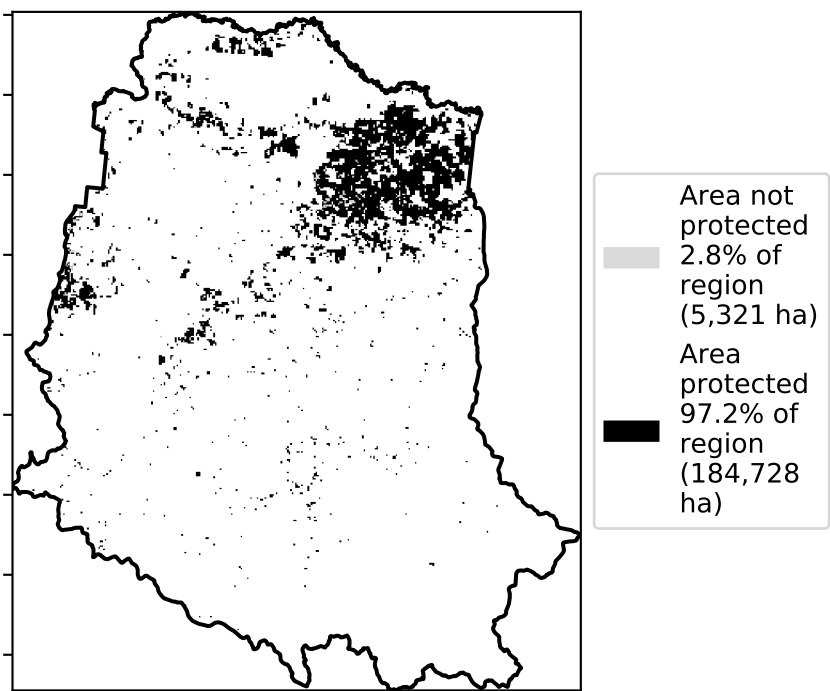 Area not
protected
2.8% of
region
(5,321 ha)
Area
protected
97.2% of
region
(184,728
ha)